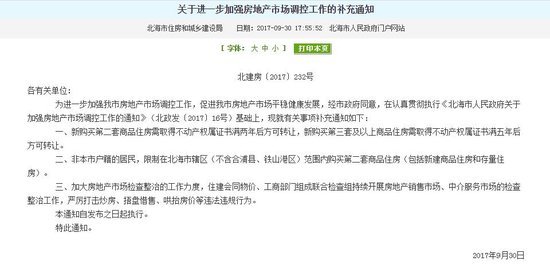 关于进一步加强房地产市场调控工作的补充通知
北海市住房和城乡建设局 日期：2017-09-30 17:55:52 北海市人民政府门户网站
[ 字体： 大 中 小 ] 打印本页
北建房〔2017〕232号
各有关单位：
为进一步加强我市房地产市场调控工作，促进我市房地产市场平稳健康发展，经市政府同意，在认真贯彻执行《北海市人民政府关于
加强房地产市场调控工作的通知》（北政发〔2017〕16号）基础上，现就有关事项补充通知如下：
一、新购买第二套商品住房需取得不动产权属证书满两年后方可转让，新购买第三套及以上商品住房需取得不动产权属证书满五年后
方可转让。
二、非本市户籍的居民，限制在北海市辖区（不含合浦县、铁山港区）范围内购买第二套商品住房（包括新建商品住房和存量住
房）。
三、加大房地产市场检查整治的工作力度，住建会同物价、工商部门组成联合检查组持续开展房地产销售市场、中介服务市场的检查
整治工作，严厉打击炒房、捂盘惜售、哄抬房价等违法违规行为。
本通知自发布之日起执行。
特此通知。
2017年9月30日